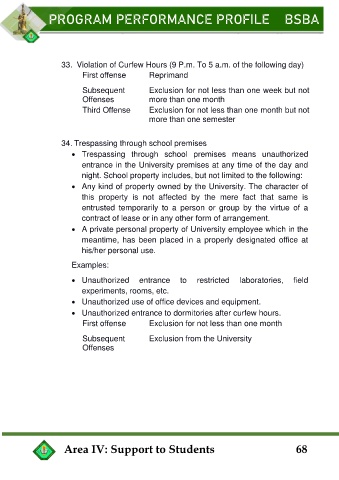 PROGRAM PERFORMANCE PROFILE BSBA
33. Violation of Curfew Hours (9 P.m. To 5 a.m. of the following day)
First offense Reprimand
Subsequent Exclusion for not less than one week but not
Offenses more than one month
Third Offense Exclusion for not less than one month but not
more than one semester
34. Trespassing through school premises
• Trespassing through school premises means unauthorized
entrance in the University premises at any time of the day and
night. School property includes, but not limited to the following:
• Any kind of property owned by the University. The character of
this property is not affected by the mere fact that same is
entrusted temporarily to a person or group by the virtue of a
contract of lease or in any other form of arrangement.
• A private personal property of University employee which in the
meantime, has been placed in a properly designated office at
his/her personal use.
Examples:
• Unauthorized entrance to restricted laboratories, field
experiments, rooms, etc.
• Unauthorized use of office devices and equipment.
• Unauthorized entrance to dormitories after curfew hours.
First offense Exclusion for not less than one month
Subsequent Exclusion from the University
Offenses
Area IV: Support to Students 68